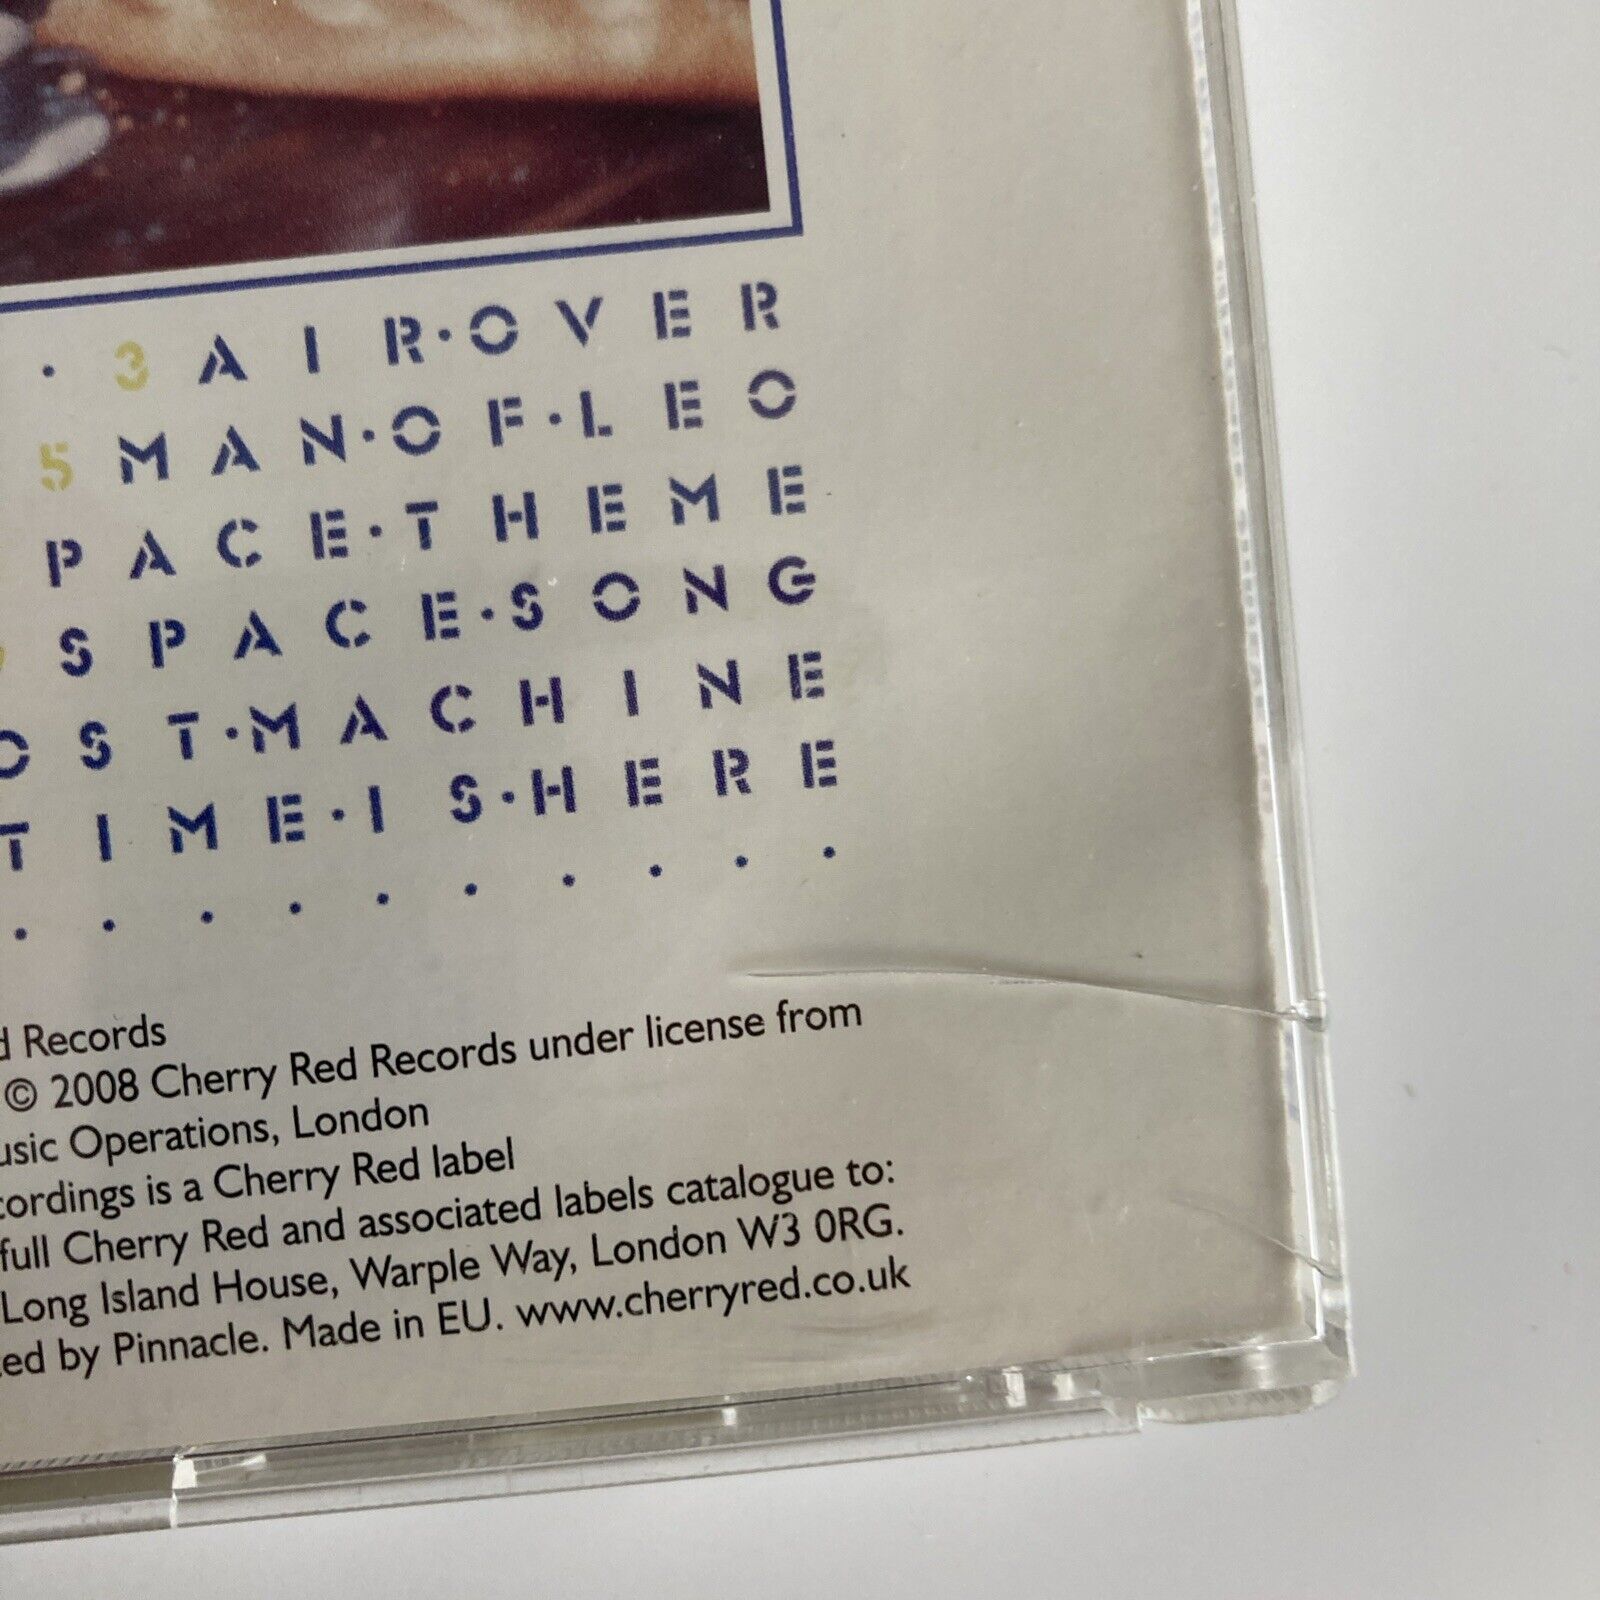 · 3 AIR·OVER
5 MAN·OF·LEO
PACE·THEME
SPACE·SONG
OST·MACHINE
TIME·IS·HERE
d Records
© 2008 Cherry Red Records under license from
usic Operations, London
cordings is a Cherry Red label
full Cherry Red and associated labels catalogue to:
Long Island House, Warple Way, London W3 0RG.
ed by Pinnacle. Made in EU. www.cherryred.co.uk